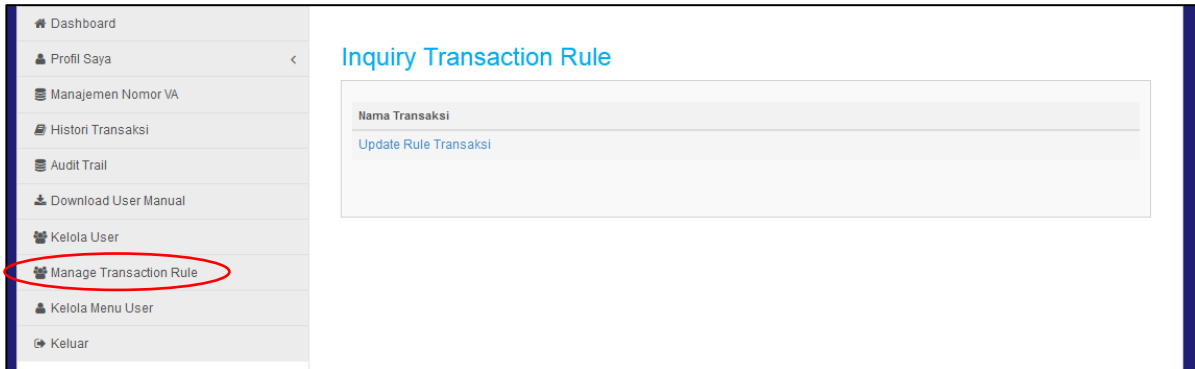 Dashboard
Profil Saya
Manajemen Nomor VA
Histori Transaksi
Audit Trail
Download User Manual
Kelola User
Manage Transaction Rule
Kelola Menu User
Keluar
Inquiry Transaction Rule
Nama Transaksi
Update Rule Transaksi